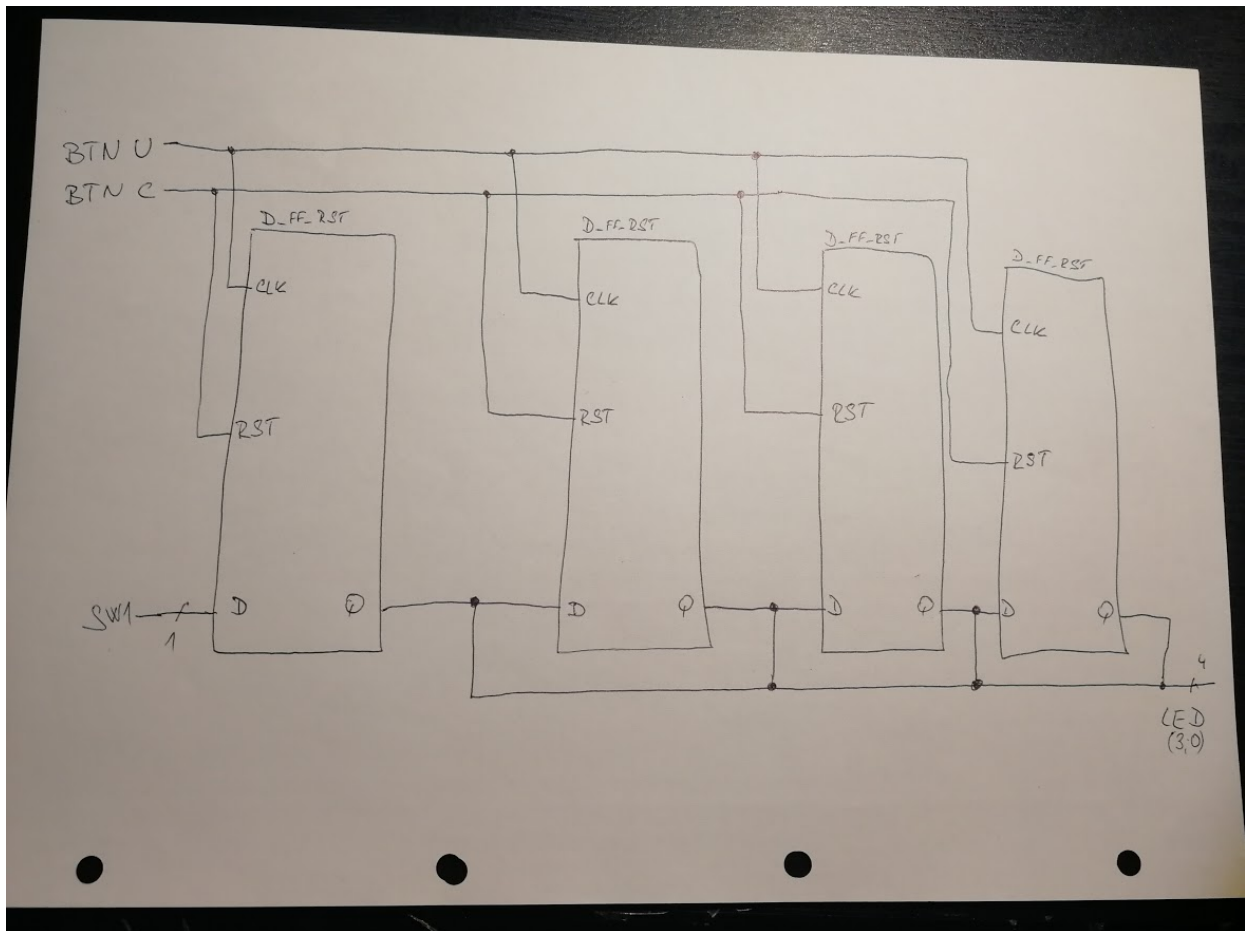 BTN U
BTN C
D_FF_RST
D_FF_RST
D_FF_RST
D_FF_RST
CLK
CLK
CLK
CLK
RST
RST
RST
RST
SW1
1
D
Q
D
Q
D
Q
D
Q
4
LED
(3,0)